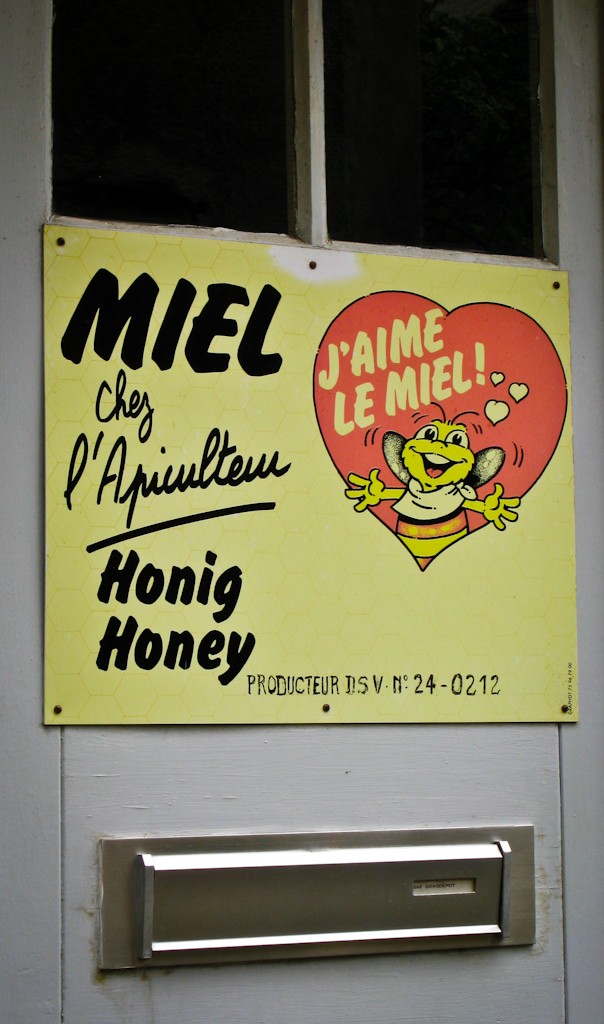 MIEL
chez
l'Apiculteur
Honig
Honey
J'AIME
LE MIEL!
PRODUCTEUR D.S.V. N° 24-0212